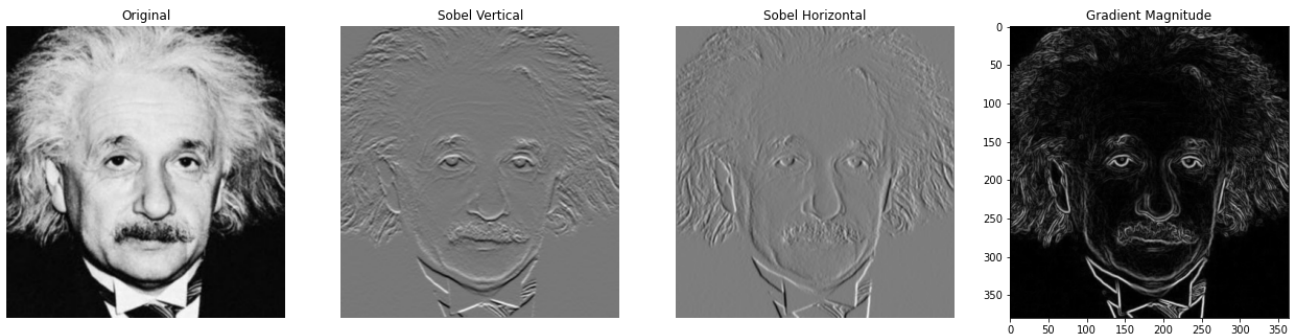 Original
Sobel Vertical
Sobel Horizontal
Gradient Magnitude
0
50
100
150
200
250
300
350
0 50 100 150 200 250 300 350